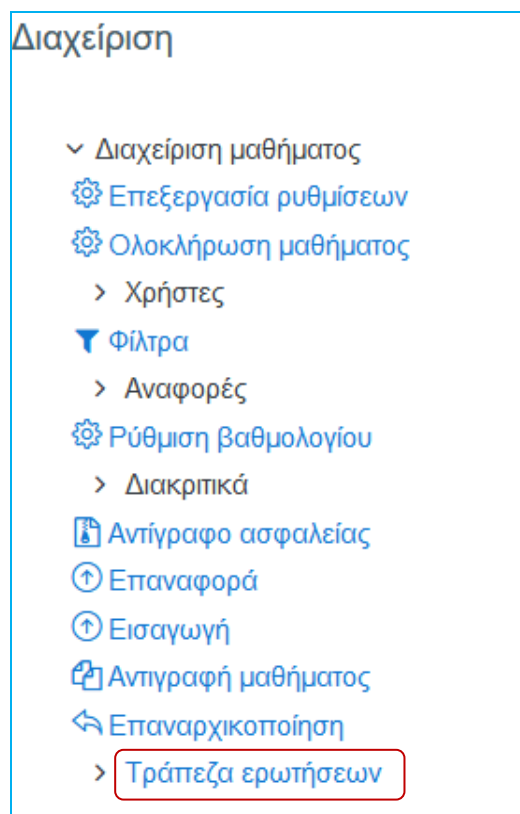 Διαχείριση
Διαχείριση μαθήματος
Επεξεργασία ρυθμίσεων
Ολοκλήρωση μαθήματος
Χρήστες
Φίλτρα
Αναφορές
Ρύθμιση βαθμολογίου
Διακριτικά
Αντίγραφο ασφαλείας
Επαναφορά
Εισαγωγή
Αντιγραφή μαθήματος
Επαναρχικοποίηση
Τράπεζα ερωτήσεων